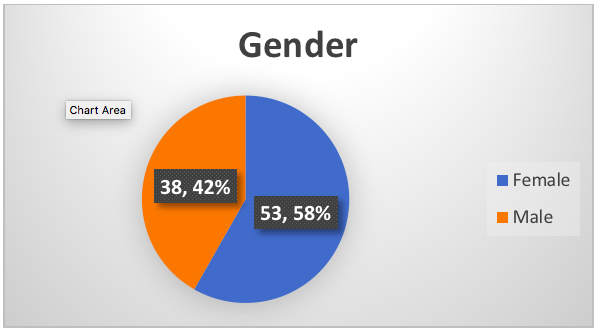 Gender
Chart Area
38, 42%
53, 58%
Female
Male